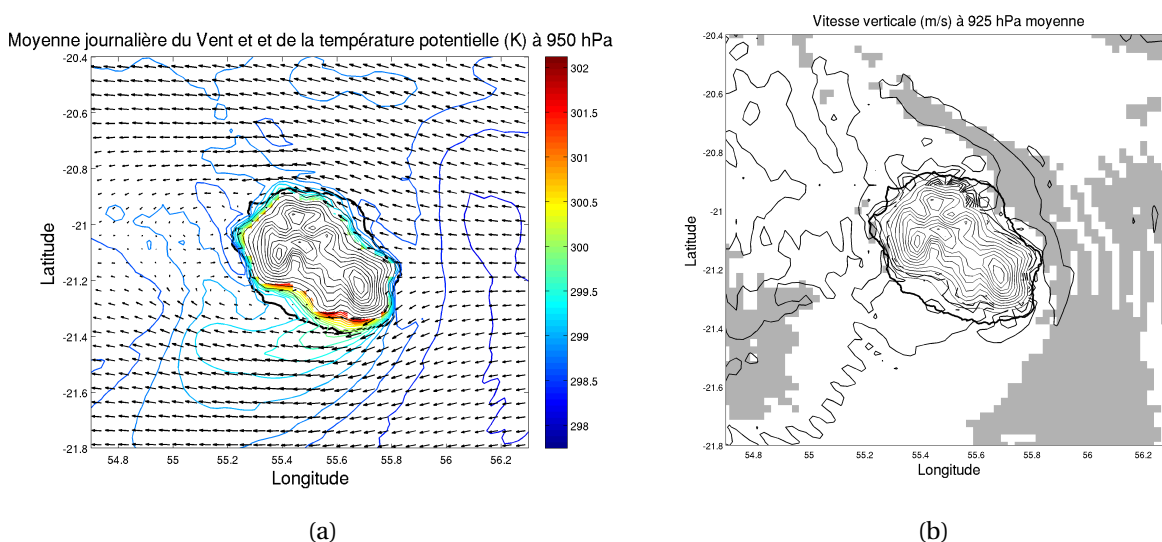 Moyenne journalière du Vent et et de la température potentielle (K) à 950 hPa
-20.4
-20.6
-20.8
-21
-21.2
-21.4
-21.6
-21.8
Latitude
54.8 55 55.2 55.4 55.6 55.8 56 56.2
Longitude
302
301.5
301
300.5
300
299.5
299
298.5
298
(a)
Vitesse verticale (m/s) à 925 hPa moyenne
-20.4
-20.6
-20.8
-21
-21.2
-21.4
-21.6
-21.8
Latitude
54.8 55 55.2 55.4 55.6 55.8 56 56.2
Longitude
(b)